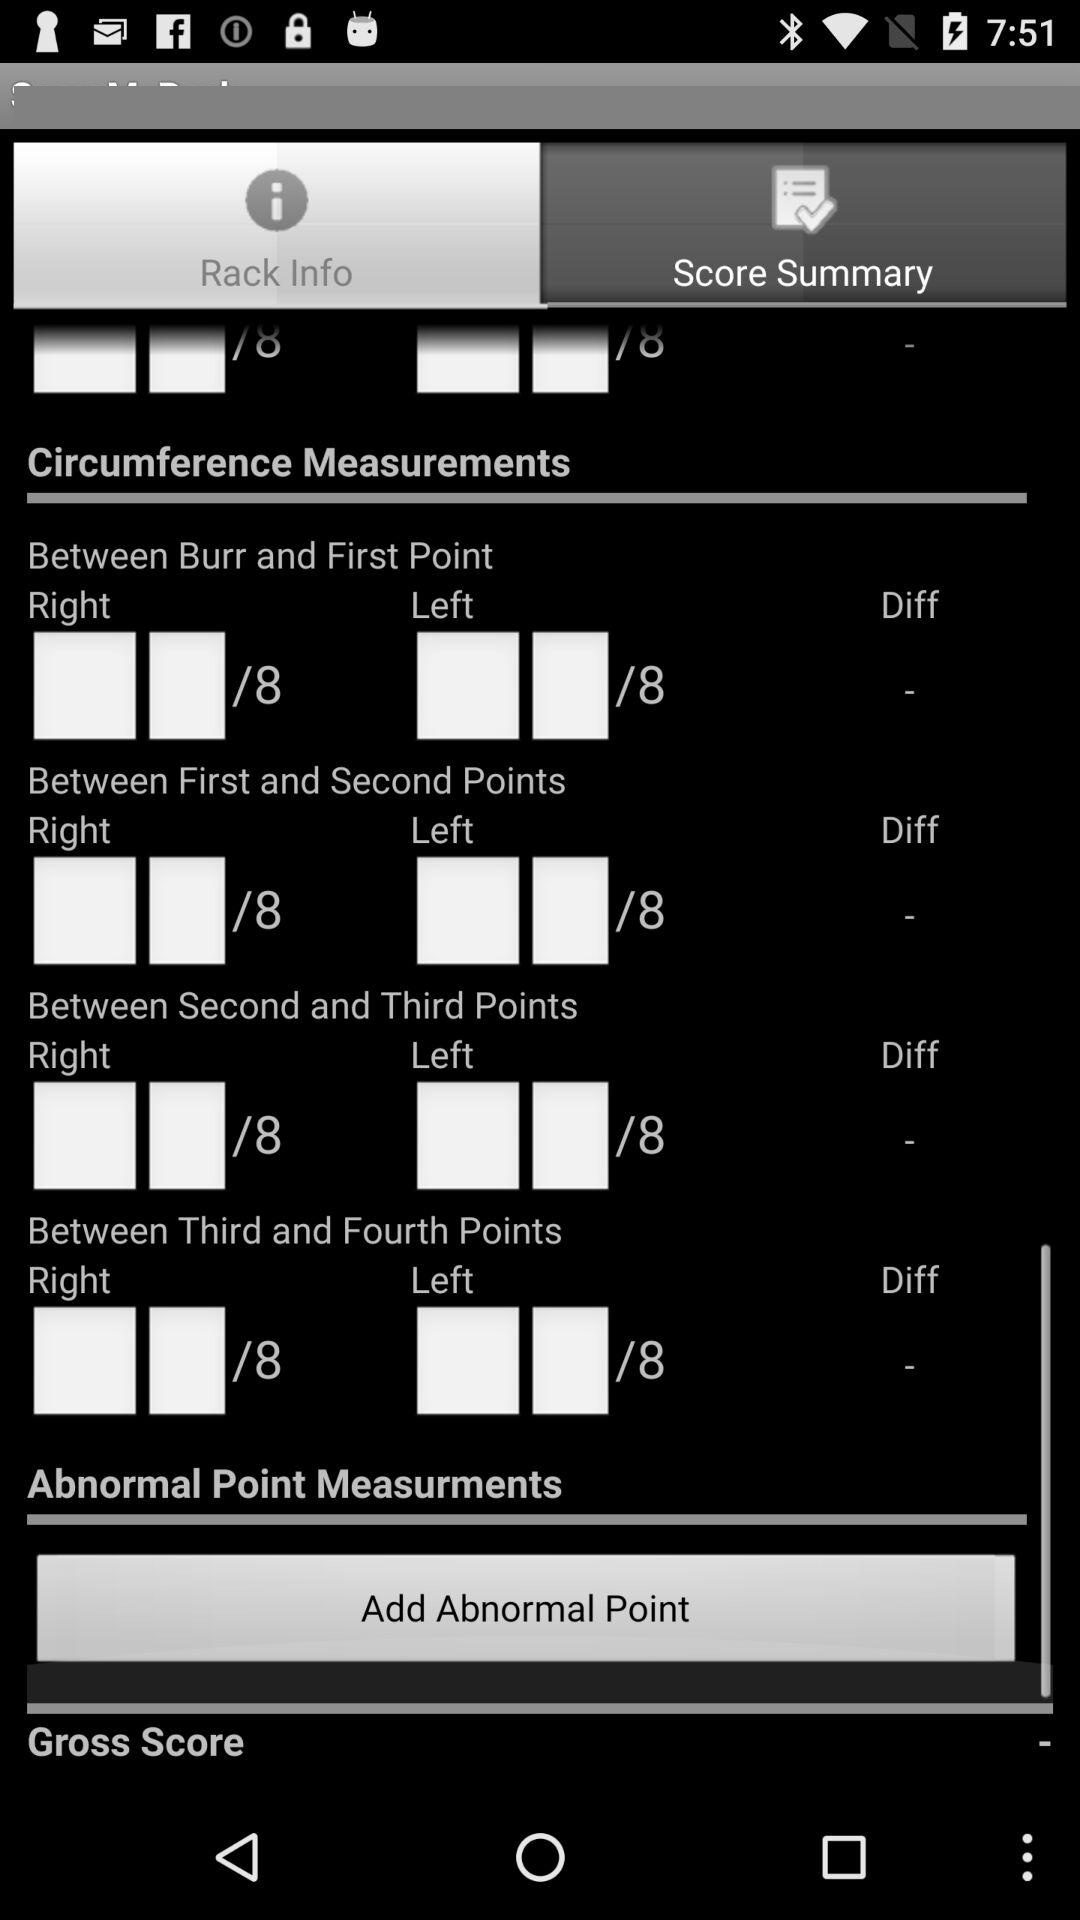 7:51
Rack Info
Score Summary
/8 /8 -
Circumference Measurements
Between Burr and First Point
Right Left Diff
/8 /8 -
Between First and Second Points
Right Left Diff
/8 /8 -
Between Second and Third Points
Right Left Diff
/8 /8 -
Between Third and Fourth Points
Right Left Diff
/8 /8 -
Abnormal Point Measurments
Add Abnormal Point
Gross Score -